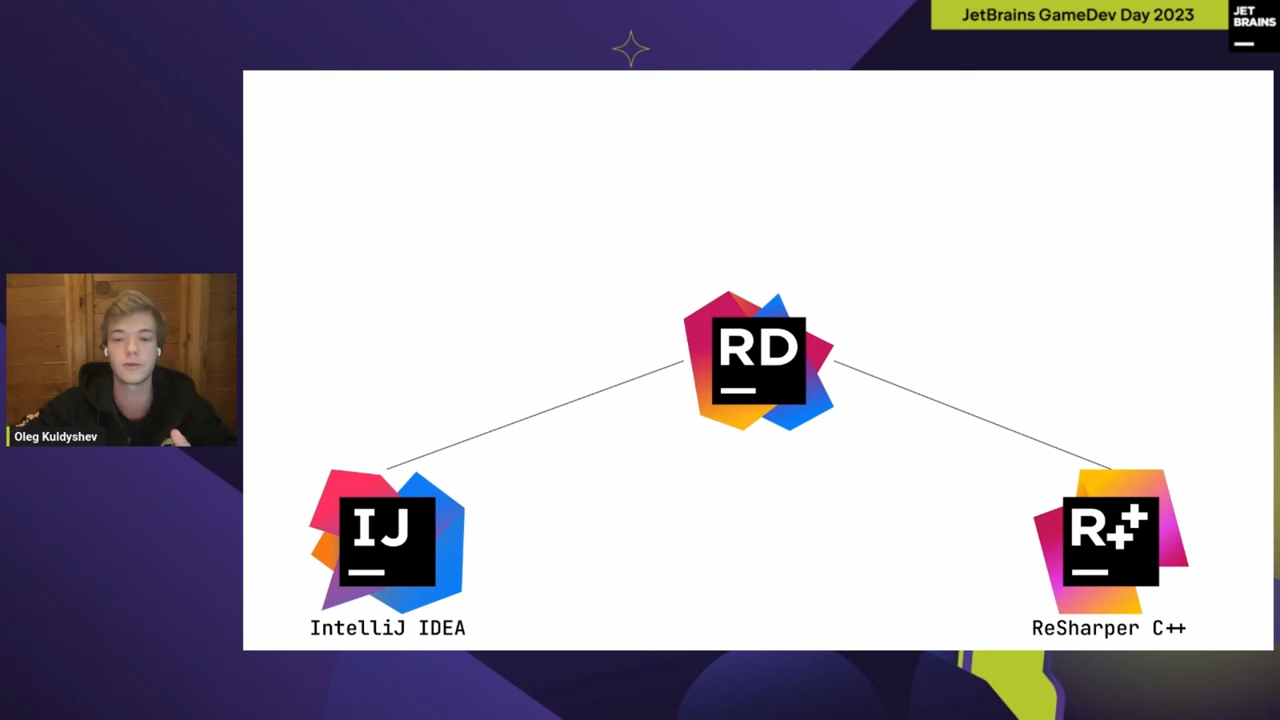 JetBrains GameDev Day 2023
JET
BRAINS
RD
Oleg Kuldyshev
IJ
R++
IntelliJ IDEA
ReSharper C++